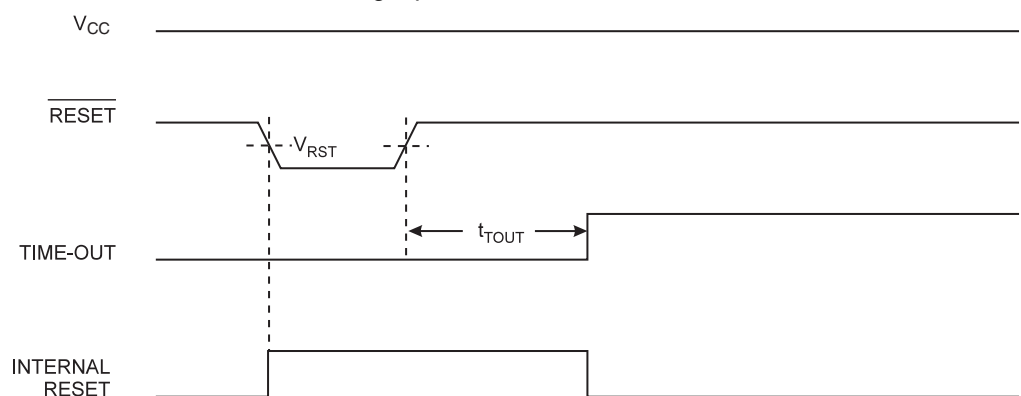 VCC
RESET
VRST
tTOUT
TIME-OUT
INTERNAL
RESET